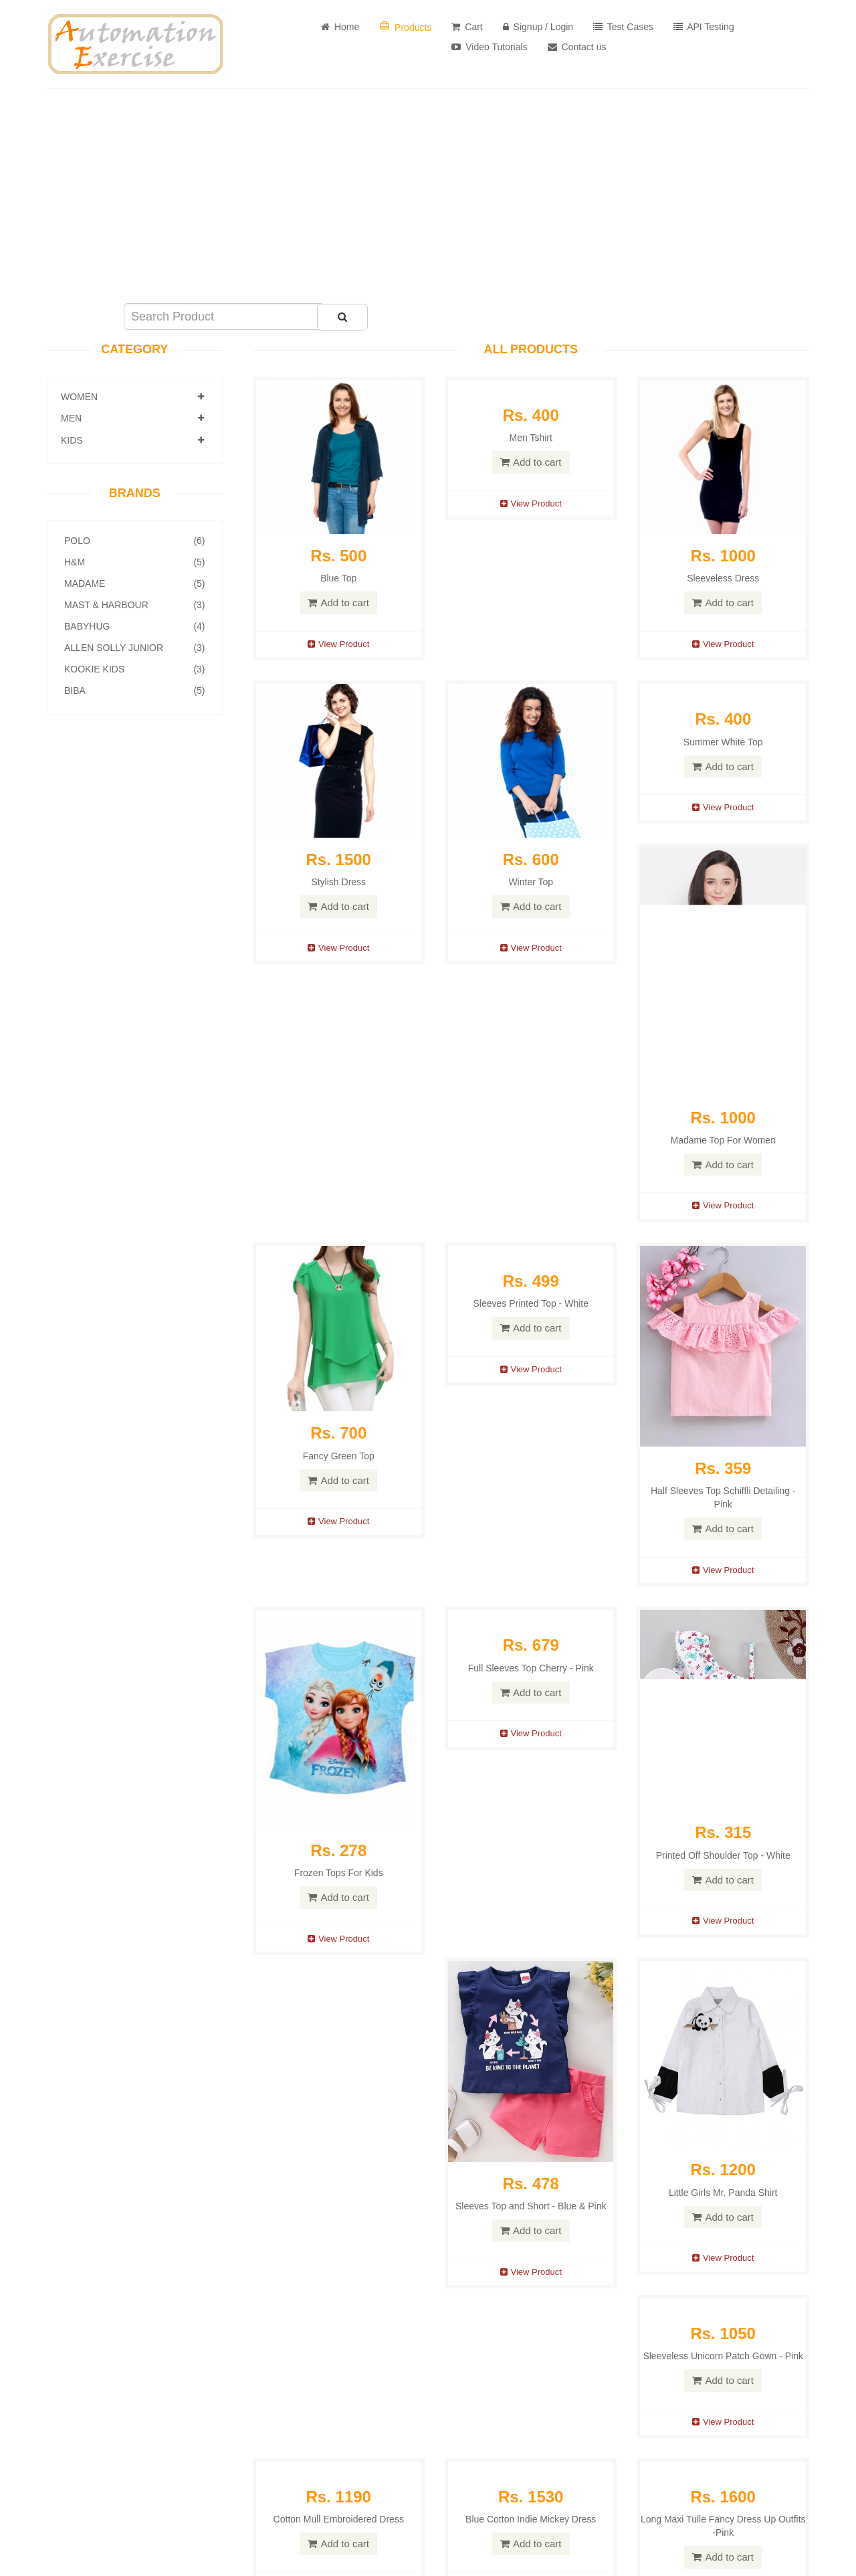 Automation
Exercise
Home
Products
Cart
Signup / Login
Test Cases
API Testing
Video Tutorials
Contact us
Search Product
CATEGORY
WOMEN
MEN
KIDS
BRANDS
POLO (6)
H&M (5)
MADAME (5)
MAST & HARBOUR (3)
BABYHUG (4)
ALLEN SOLLY JUNIOR (3)
KOOKIE KIDS (3)
BIBA (5)
ALL PRODUCTS
Rs. 500
Blue Top
Add to cart
View Product
Rs. 400
Men Tshirt
Add to cart
View Product
Rs. 1000
Sleeveless Dress
Add to cart
View Product
Rs. 1500
Stylish Dress
Add to cart
View Product
Rs. 600
Winter Top
Add to cart
View Product
Rs. 400
Summer White Top
Add to cart
View Product
Rs. 1000
Madame Top For Women
Add to cart
View Product
Rs. 700
Fancy Green Top
Add to cart
View Product
Rs. 499
Sleeves Printed Top - White
Add to cart
View Product
Rs. 359
Half Sleeves Top Schiffli Detailing -
Pink
Add to cart
View Product
Disney
FROZEN
Rs. 278
Frozen Tops For Kids
Add to cart
View Product
Rs. 679
Full Sleeves Top Cherry - Pink
Add to cart
View Product
Rs. 315
Printed Off Shoulder Top - White
Add to cart
View Product
BE KIND TO THE PLANET
Rs. 478
Sleeves Top and Short - Blue & Pink
Add to cart
View Product
Rs. 1200
Little Girls Mr. Panda Shirt
Add to cart
View Product
Rs. 1050
Sleeveless Unicorn Patch Gown - Pink
Add to cart
View Product
Rs. 1190
Cotton Mull Embroidered Dress
Add to cart
Rs. 1530
Blue Cotton Indie Mickey Dress
Add to cart
Rs. 1600
Long Maxi Tulle Fancy Dress Up Outfits
-Pink
Add to cart